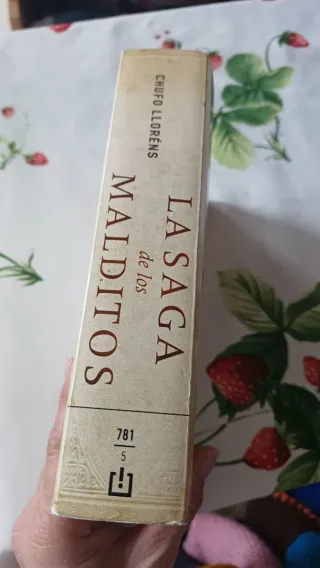 CHUFO LLORÉNS
LA SAGA
de los
MALDITOS
781
5